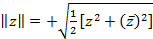 ‖z‖ = +√(½[z² + (z̄)²])